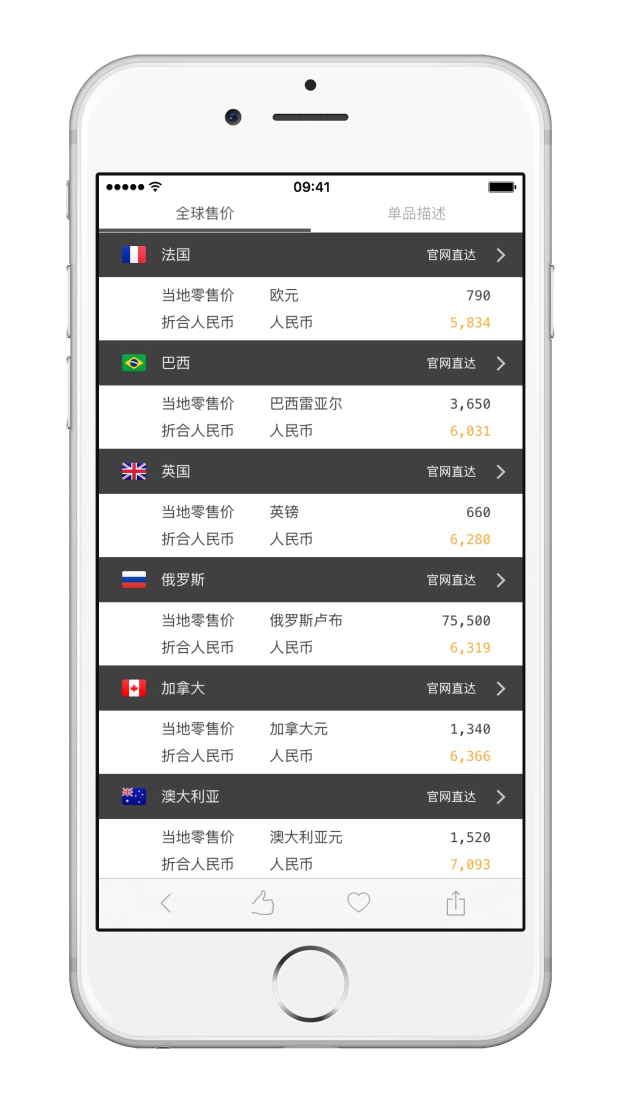 09:41
全球售价 单品描述
法国 官网直达
当地零售价 欧元 790
折合人民币 人民币 5,834
巴西 官网直达
当地零售价 巴西雷亚尔 3,650
折合人民币 人民币 6,031
英国 官网直达
当地零售价 英镑 660
折合人民币 人民币 6,280
俄罗斯 官网直达
当地零售价 俄罗斯卢布 75,500
折合人民币 人民币 6,319
加拿大 官网直达
当地零售价 加拿大元 1,340
折合人民币 人民币 6,366
澳大利亚 官网直达
当地零售价 澳大利亚元 1,520
折合人民币 人民币 7,093